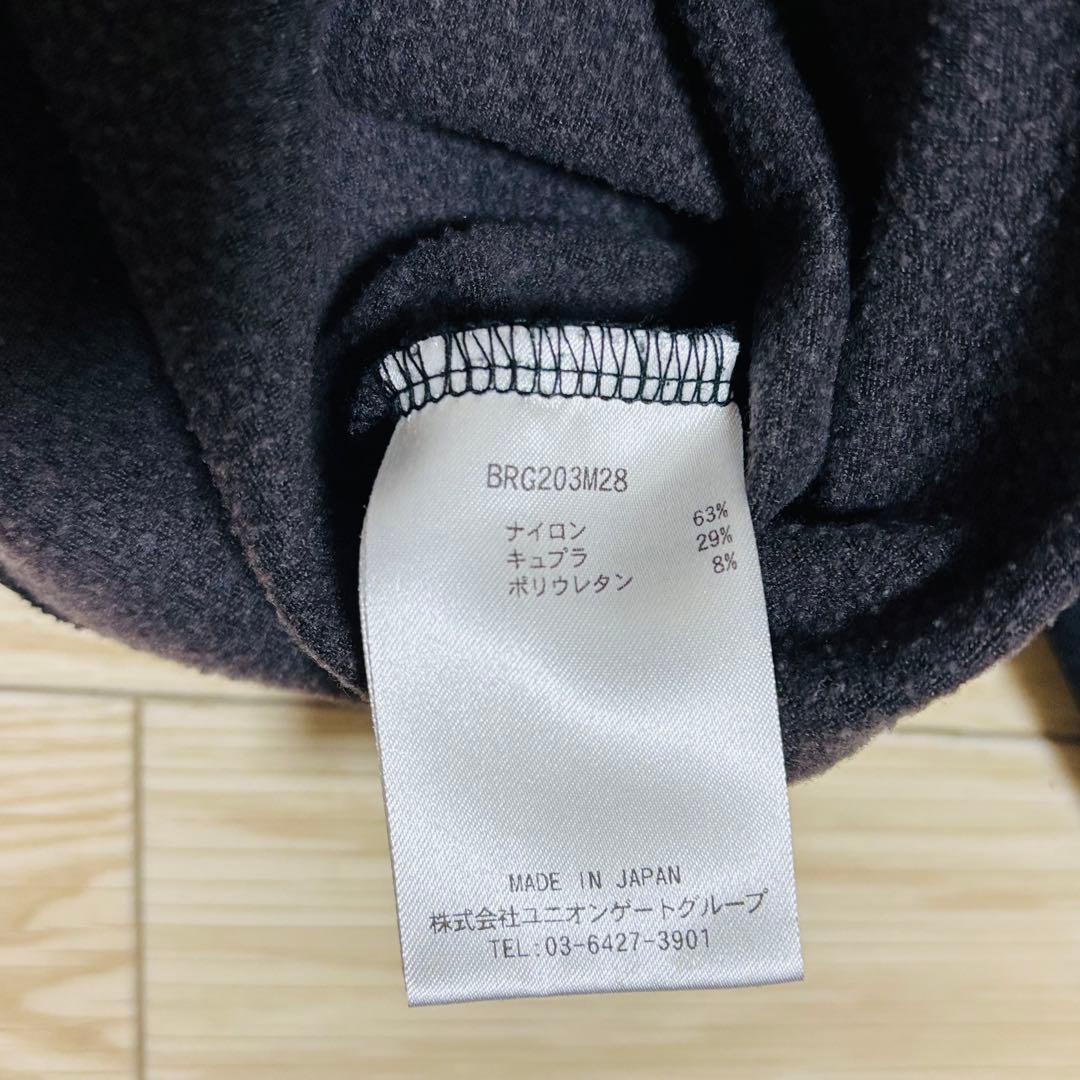 BRG203M28
ナイロン 63%
キュプラ 29%
ポリウレタン 8%
MADE IN JAPAN
株式会社ユニオンゲートグループ
TEL:03-6427-3901